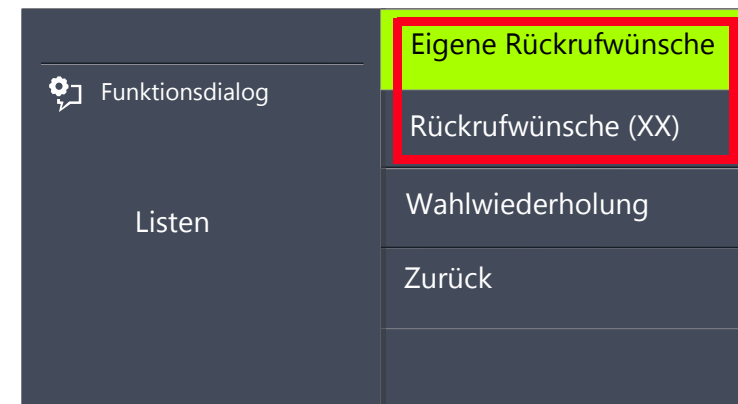 Funktionsdialog
Listen
Eigene Rückrufwünsche
Rückrufwünsche (XX)
Wahlwiederholung
Zurück